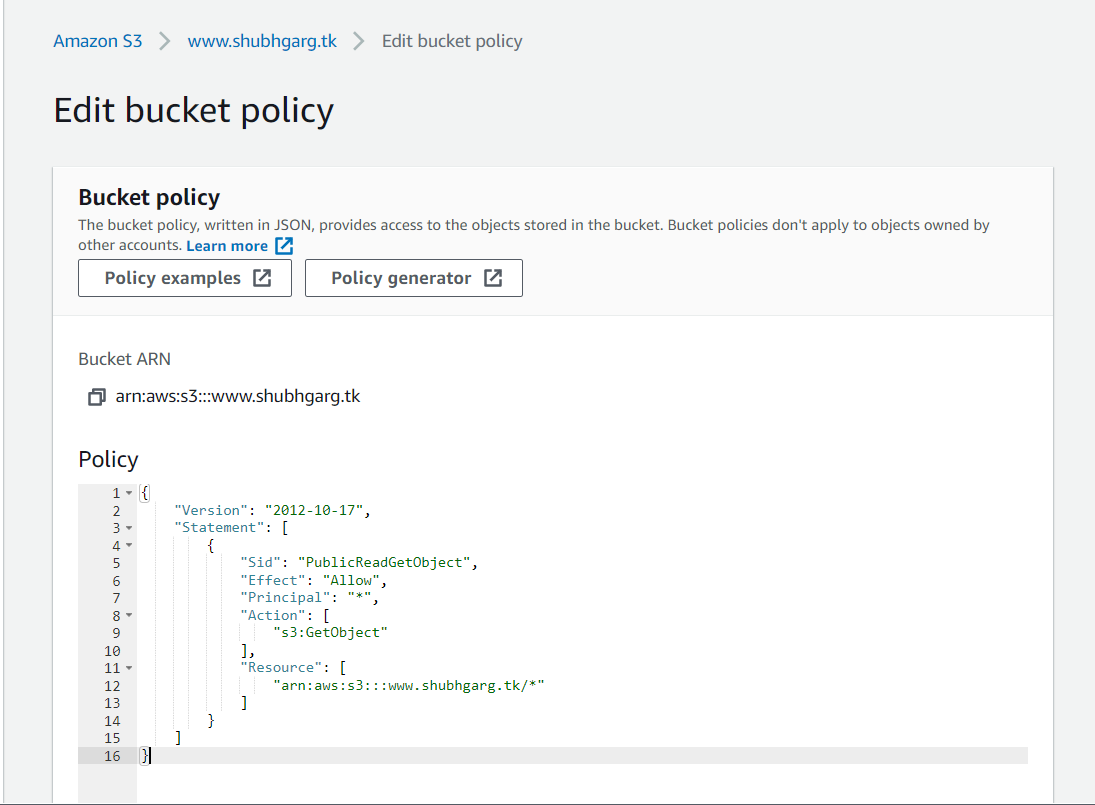 Amazon S3 > www.shubhgarg.tk > Edit bucket policy
Edit bucket policy
Bucket policy
The bucket policy, written in JSON, provides access to the objects stored in the bucket. Bucket policies don't apply to objects owned by
other accounts. Learn more
Policy examples Policy generator
Bucket ARN
arn:aws:s3:::www.shubhgarg.tk
Policy
1 {
2     "Version": "2012-10-17",
3     "Statement": [
4         {
5             "Sid": "PublicReadGetObject",
6             "Effect": "Allow",
7             "Principal": "*",
8             "Action": [
9                 "s3:GetObject"
10             ],
11             "Resource": [
12                 "arn:aws:s3:::www.shubhgarg.tk/*"
13             ]
14         }
15     ]
16 }